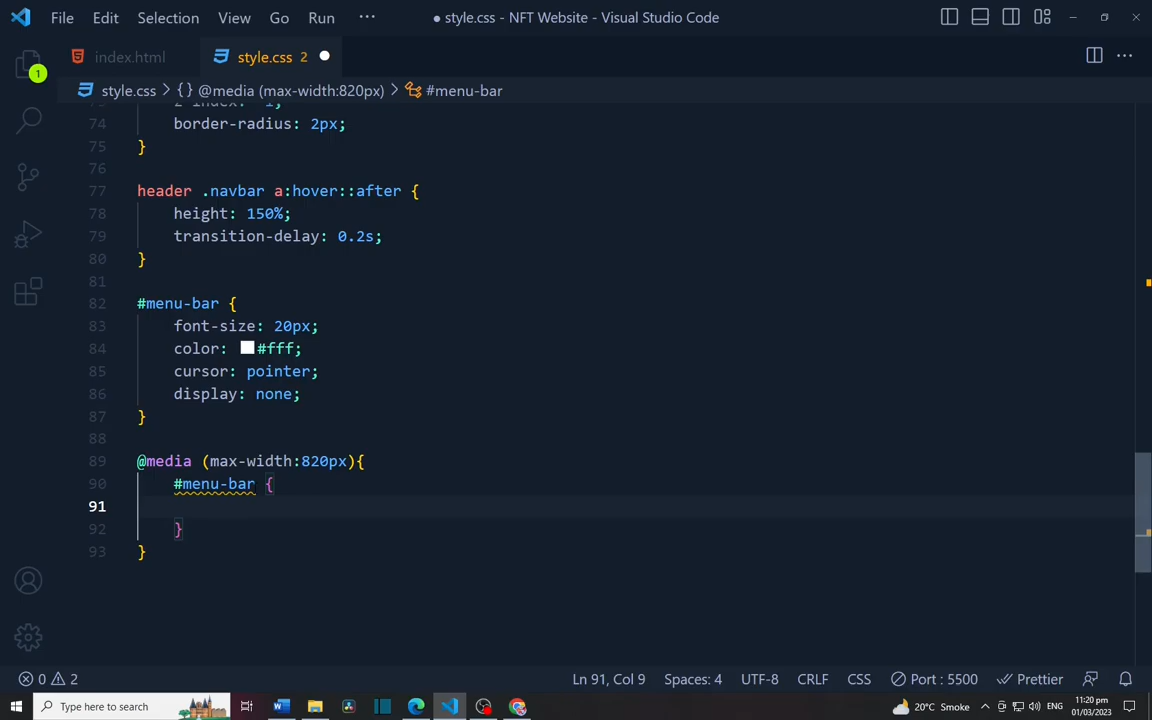 File Edit Selection View Go Run ··· ● style.css - NFT Website - Visual Studio Code
index.html style.css 2
1
style.css > {} @media (max-width:820px) > #menu-bar
74 border-radius: 2px;
75 }
76
77 header .navbar a:hover::after {
78 height: 150%;
79 transition-delay: 0.2s;
80 }
81
82 #menu-bar {
83 font-size: 20px;
84 color: #fff;
85 cursor: pointer;
86 display: none;
87 }
88
89 @media (max-width:820px){
90 #menu-bar {
91
92 }
93 }
0 2 Ln 91, Col 9 Spaces: 4 UTF-8 CRLF CSS Port : 5500 Prettier
Type here to search 20°C Smoke ENG 11:20 pm
01/03/2023